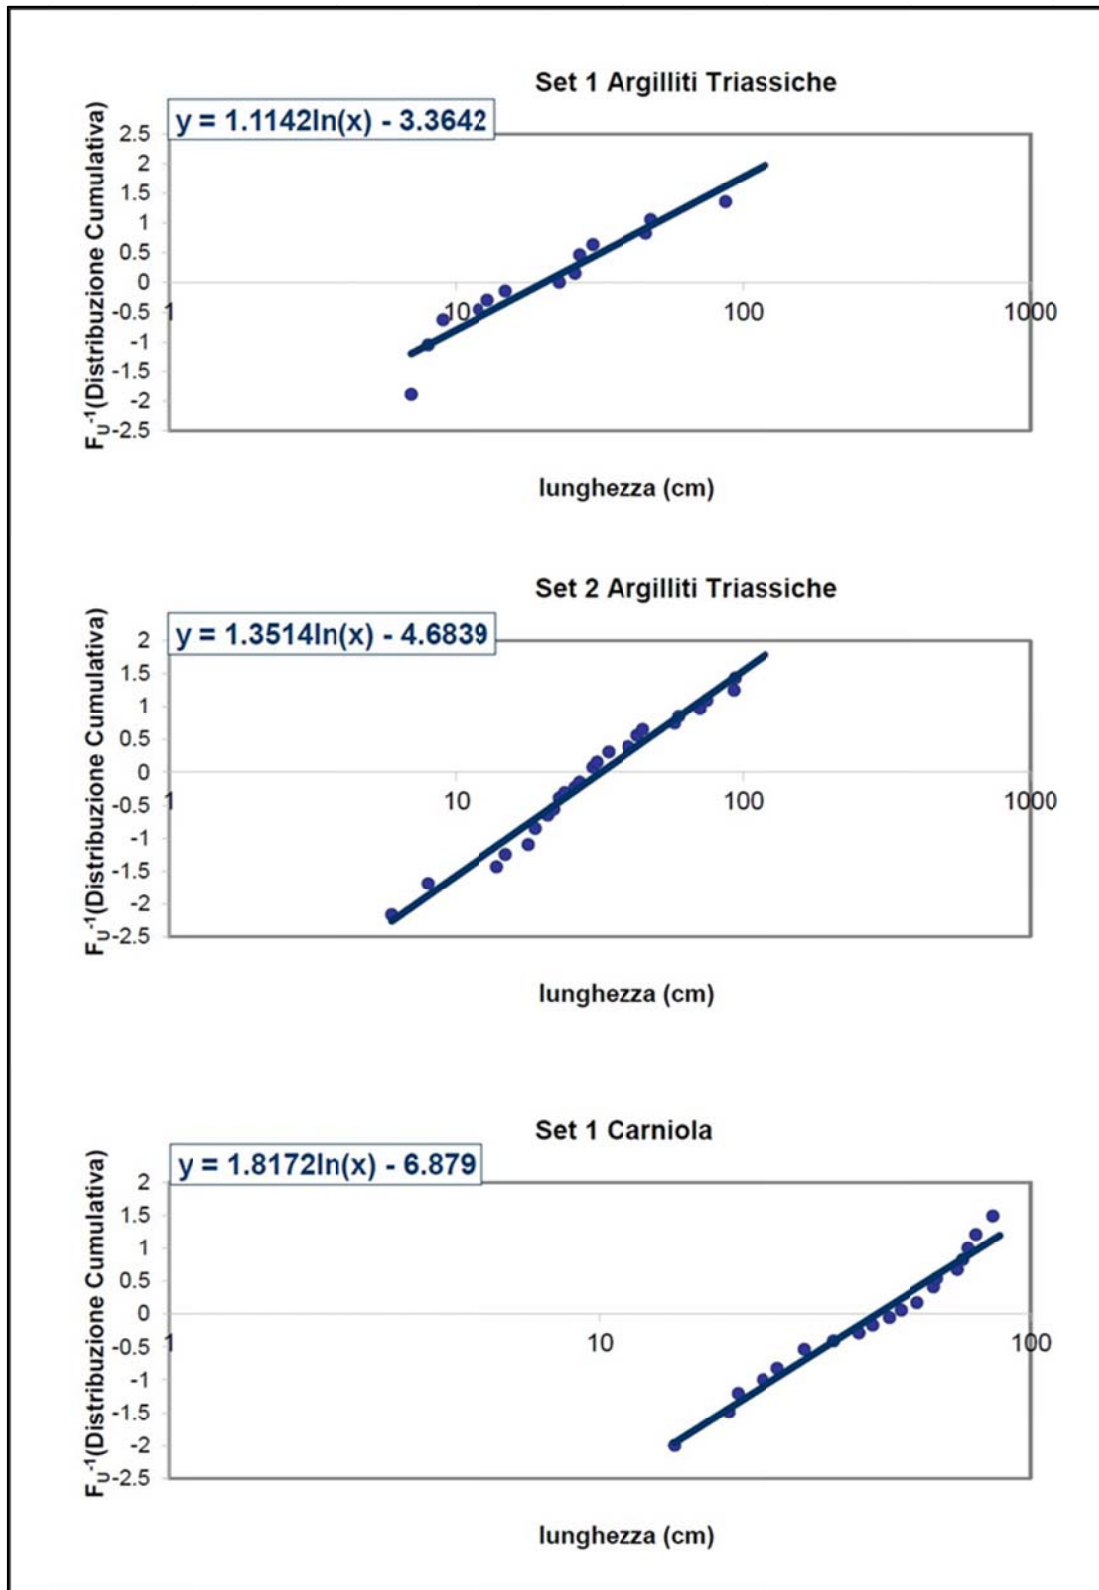 Set 1 Argilliti Triassiche
y = 1.1142ln(x) - 3.3642
2.5
2
1.5
1
0.5
0
-0.5
-1
-1.5
-2
-2.5
1 10 100 1000
F_U^-1(Distribuzione Cumulativa)
lunghezza (cm)
Set 2 Argilliti Triassiche
y = 1.3514ln(x) - 4.6839
2
1.5
1
0.5
0
-0.5
-1
-1.5
-2
-2.5
1 10 100 1000
F_U^-1(Distribuzione Cumulativa)
lunghezza (cm)
Set 1 Carniola
y = 1.8172ln(x) - 6.879
2
1.5
1
0.5
0
-0.5
-1
-1.5
-2
-2.5
1 10 100
F_U^-1(Distribuzione Cumulativa)
lunghezza (cm)